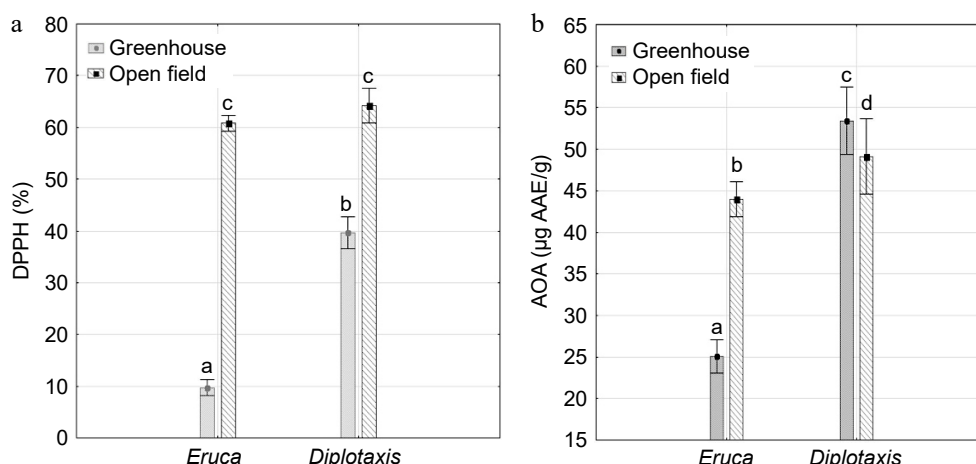 a
DPPH (%)
80
70
60
50
40
30
20
10
0
Greenhouse
Open field
a
c
b
c
Eruca
Diplotaxis
b
AOA (µg AAE/g)
65
60
55
50
45
40
35
30
25
20
15
Greenhouse
Open field
a
b
c
d
Eruca
Diplotaxis